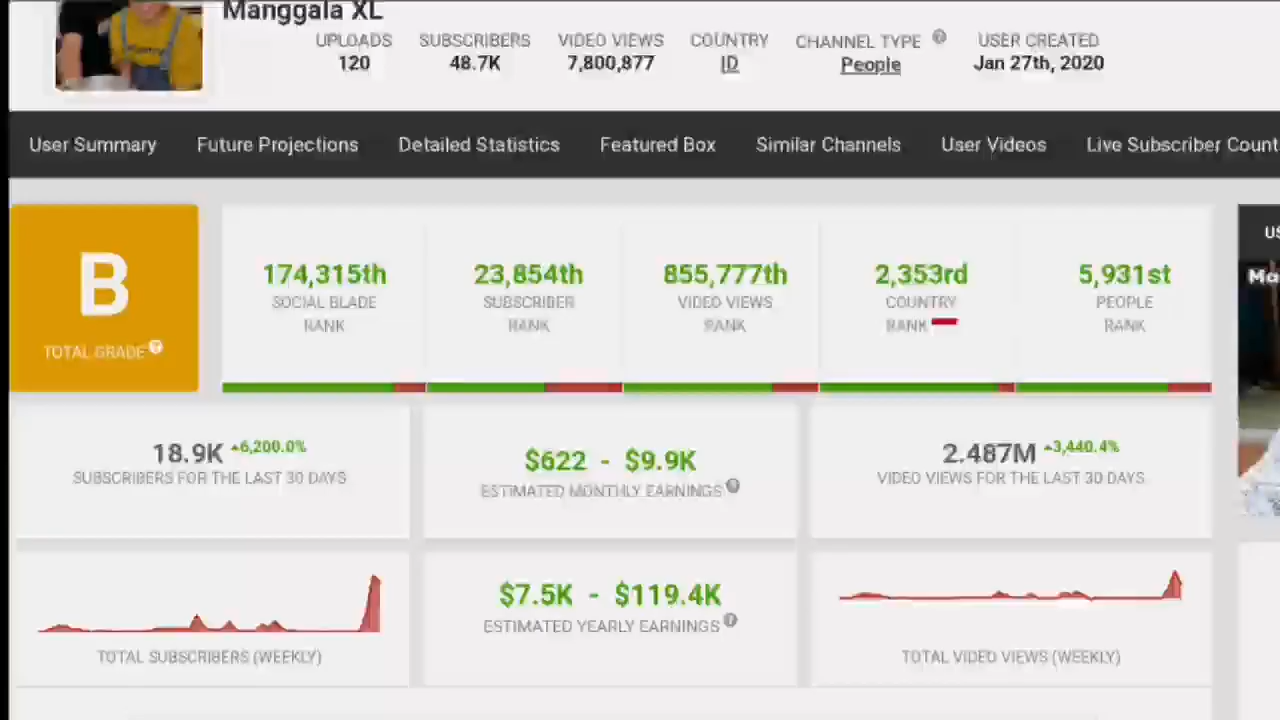 Manggala XL
UPLOADS SUBSCRIBERS VIDEO VIEWS COUNTRY CHANNEL TYPE USER CREATED
120 48.7K 7,800,877 ID People Jan 27th, 2020
User Summary Future Projections Detailed Statistics Featured Box Similar Channels User Videos Live Subscriber Count
B
TOTAL GRADE ?
174,315th 23,854th 855,777th 2,353rd 5,931st
SOCIAL BLADE SUBSCRIBER VIDEO VIEWS COUNTRY PEOPLE
RANK RANK RANK RANK RANK
18.9K 6,200.0%
SUBSCRIBERS FOR THE LAST 30 DAYS
$622 - $9.9K
ESTIMATED MONTHLY EARNINGS ?
2.487M 3,440.4%
VIDEO VIEWS FOR THE LAST 30 DAYS
TOTAL SUBSCRIBERS (WEEKLY)
$7.5K - $119.4K
ESTIMATED YEARLY EARNINGS ?
TOTAL VIDEO VIEWS (WEEKLY)
US
Ma